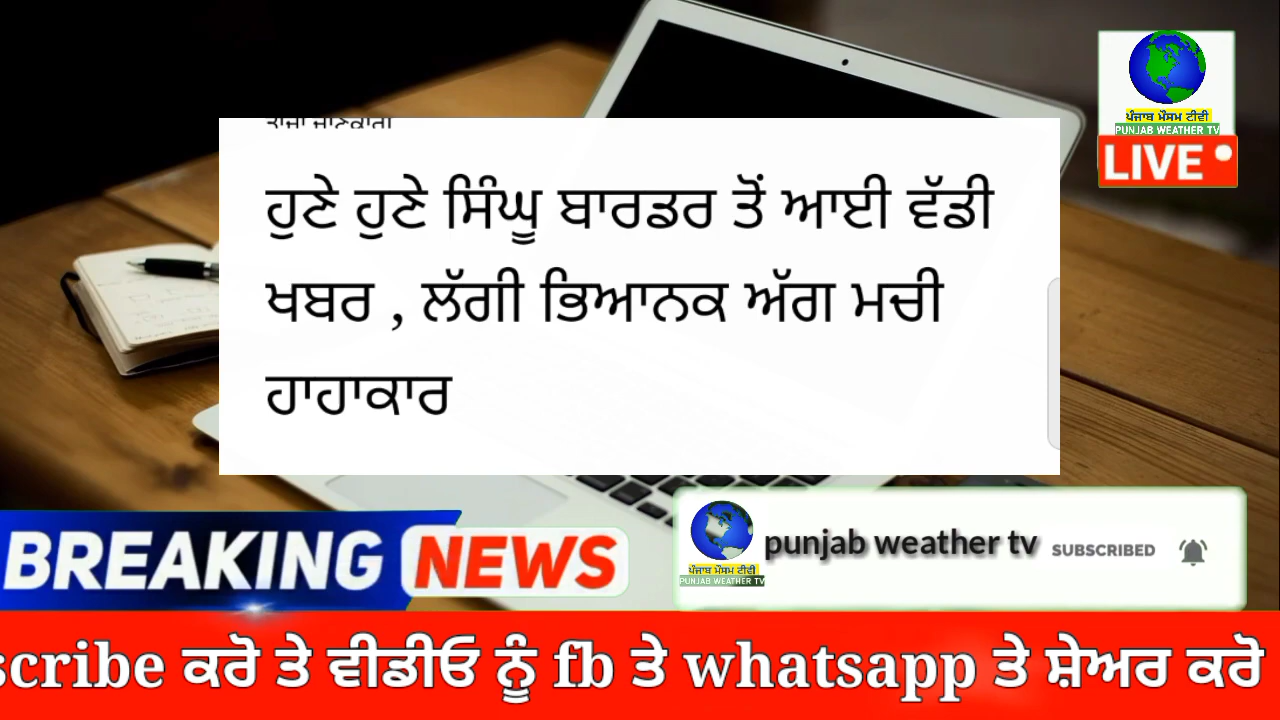 ਪੰਜਾਬ ਮੌਸਮ ਟੀਵੀ
PUNJAB WEATHER TV
LIVE
ਤਾਜ਼ਾ ਜਾਣਕਾਰੀ
ਹੁਣੇ ਹੁਣੇ ਸਿੰਘੂ ਬਾਰਡਰ ਤੋਂ ਆਈ ਵੱਡੀ
ਖਬਰ , ਲੱਗੀ ਭਿਆਨਕ ਅੱਗ ਮਚੀ
ਹਾਹਾਕਾਰ
BREAKING NEWS
ਪੰਜਾਬ ਮੌਸਮ ਟੀਵੀ
PUNJAB WEATHER TV
punjab weather tv SUBSCRIBED
scribe ਕਰੋ ਤੇ ਵੀਡੀਓ ਨੂੰ fb ਤੇ whatsapp ਤੇ ਸ਼ੇਅਰ ਕਰੋ